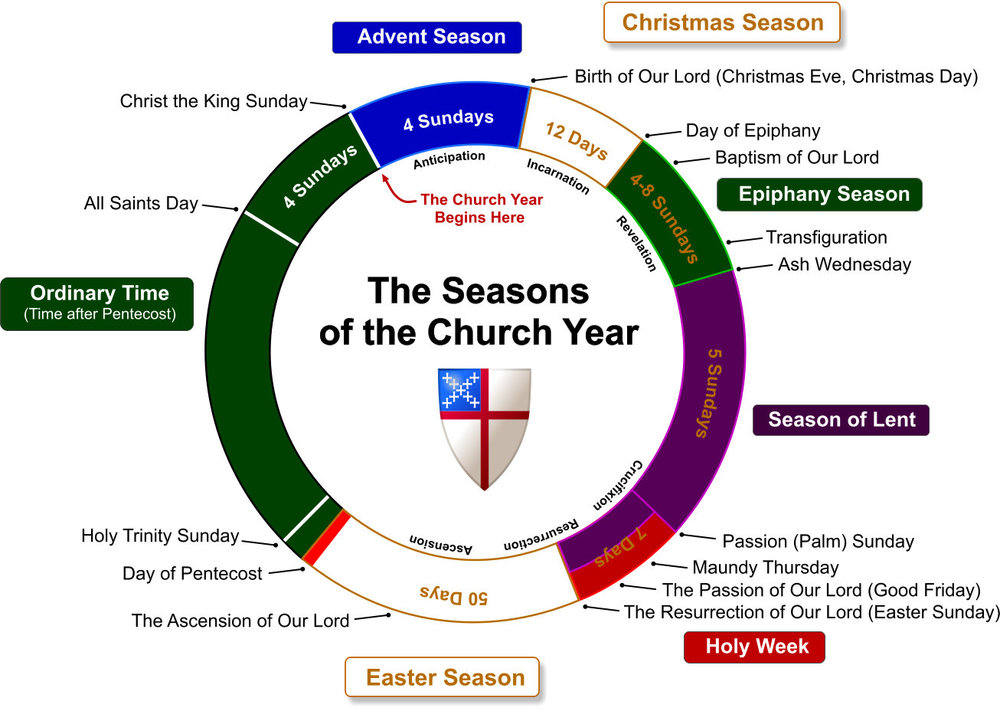 Advent Season
Christmas Season
Birth of Our Lord (Christmas Eve, Christmas Day)
Christ the King Sunday
4 Sundays
12 Days
Day of Epiphany
Baptism of Our Lord
Anticipation
Incarnation
4 Sundays
4-8 Sundays
Epiphany Season
The Church Year
Begins Here
All Saints Day
Revelation
Transfiguration
Ash Wednesday
Ordinary Time
(Time after Pentecost)
The Seasons
of the Church Year
5 Sundays
Season of Lent
Crucifixion
Resurrection
Ascension
7 Days
Holy Trinity Sunday
Passion (Palm) Sunday
Maundy Thursday
Day of Pentecost
The Passion of Our Lord (Good Friday)
50 Days
The Resurrection of Our Lord (Easter Sunday)
The Ascension of Our Lord
Holy Week
Easter Season